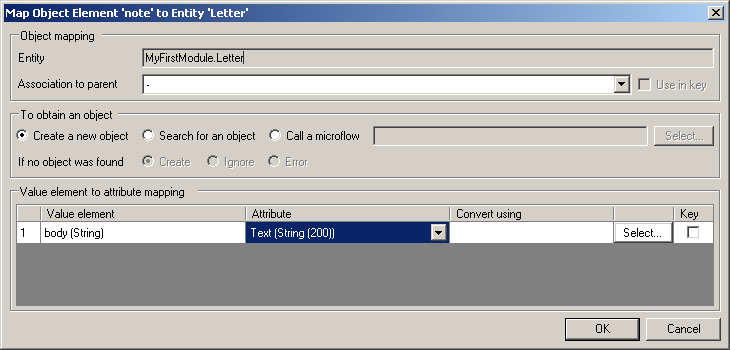 Map Object Element 'note' to Entity 'Letter'
Object mapping
Entity MyFirstModule.Letter
Association to parent - Use in key
To obtain an object
Create a new object Search for an object Call a microflow Select...
If no object was found Create Ignore Error
Value element to attribute mapping
Value element Attribute Convert using Key
1 body (String) Text (String (200)) Select...
OK Cancel